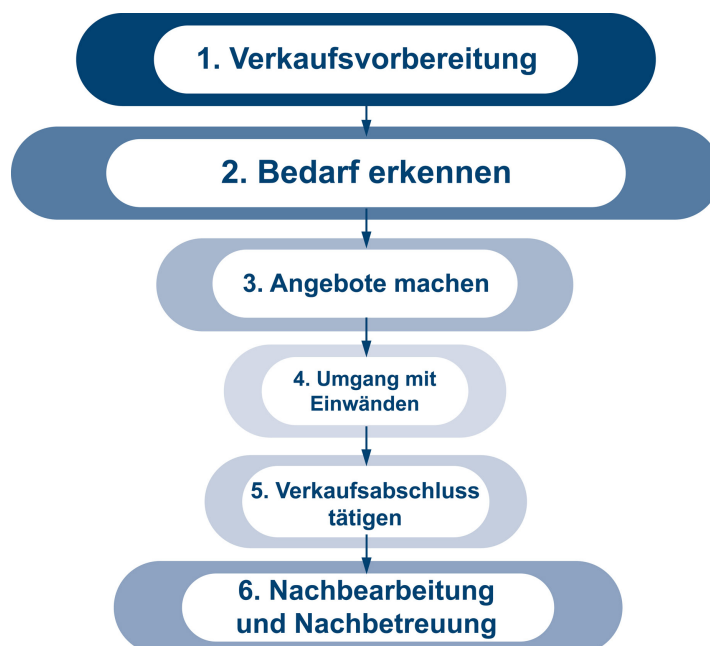 1. Verkaufsvorbereitung
2. Bedarf erkennen
3. Angebote machen
4. Umgang mit
Einwänden
5. Verkaufsabschluss
tätigen
6. Nachbearbeitung
und Nachbetreuung